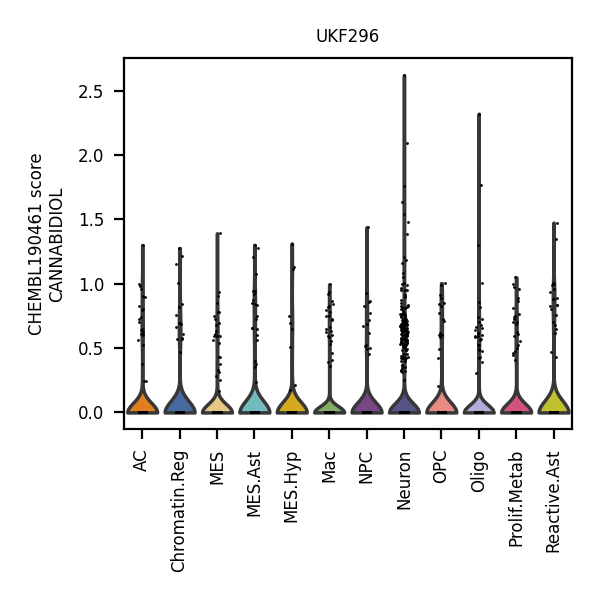 UKF296
CHEMBL190461 score
CANNABIDIOL
2.5
2.0
1.5
1.0
0.5
0.0
AC
Chromatin.Reg
MES
MES.Ast
MES.Hyp
Mac
NPC
Neuron
OPC
Oligo
Prolif.Metab
Reactive.Ast